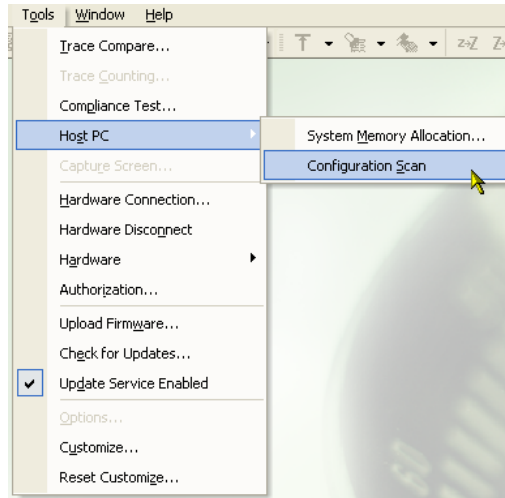 Tools Window Help
Trace Compare...
Trace Counting...
Compliance Test...
Host PC
System Memory Allocation...
Configuration Scan
Capture Screen...
Hardware Connection...
Hardware Disconnect
Hardware
Authorization...
Upload Firmware...
Check for Updates...
Update Service Enabled
Options...
Customize...
Reset Customize...